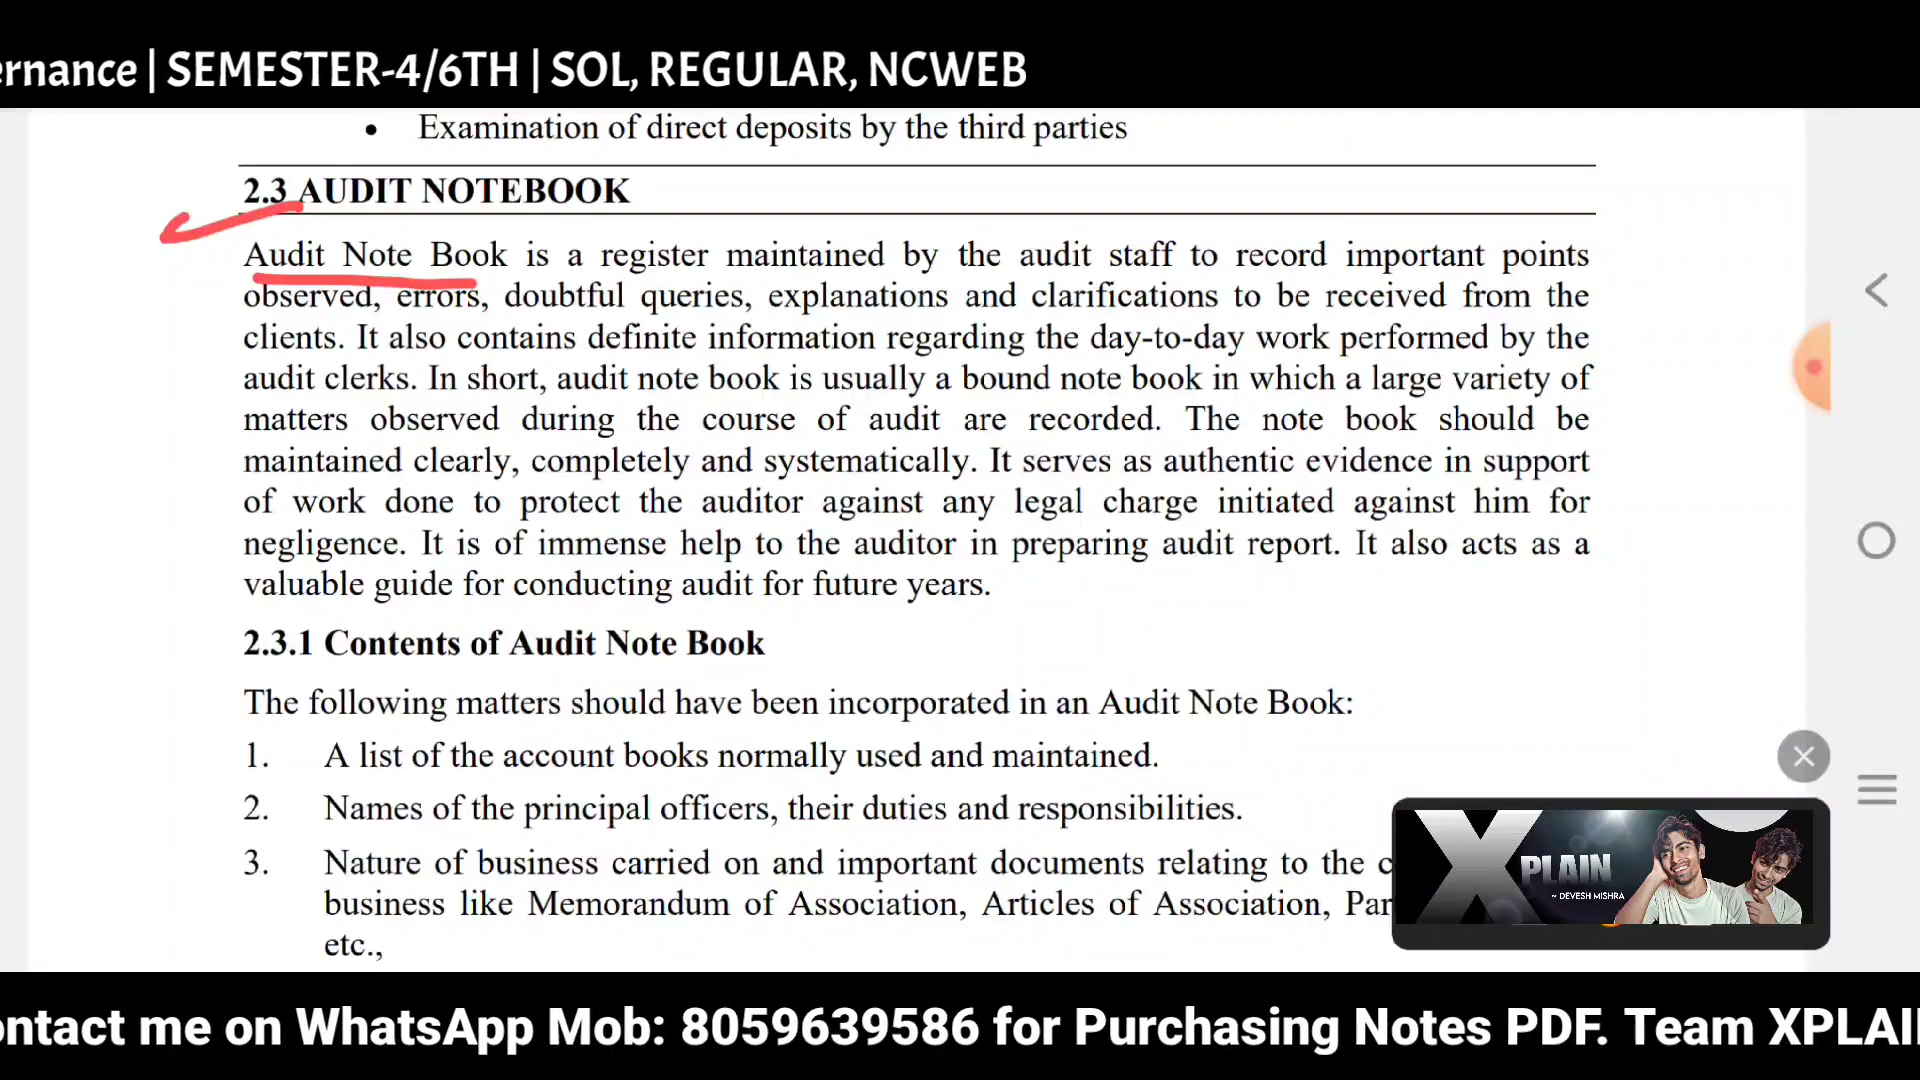 ernance | SEMESTER-4/6TH | SOL, REGULAR, NCWEB
• Examination of direct deposits by the third parties
2.3 AUDIT NOTEBOOK
Audit Note Book is a register maintained by the audit staff to record important points
observed, errors, doubtful queries, explanations and clarifications to be received from the
clients. It also contains definite information regarding the day-to-day work performed by the
audit clerks. In short, audit note book is usually a bound note book in which a large variety of
matters observed during the course of audit are recorded. The note book should be
maintained clearly, completely and systematically. It serves as authentic evidence in support
of work done to protect the auditor against any legal charge initiated against him for
negligence. It is of immense help to the auditor in preparing audit report. It also acts as a
valuable guide for conducting audit for future years.
2.3.1 Contents of Audit Note Book
The following matters should have been incorporated in an Audit Note Book:
1. A list of the account books normally used and maintained.
2. Names of the principal officers, their duties and responsibilities.
3. Nature of business carried on and important documents relating to the c
business like Memorandum of Association, Articles of Association, Par
etc.,
XPLAIN
~ DEVESH MISHRA
ontact me on WhatsApp Mob: 8059639586 for Purchasing Notes PDF. Team XPLAI